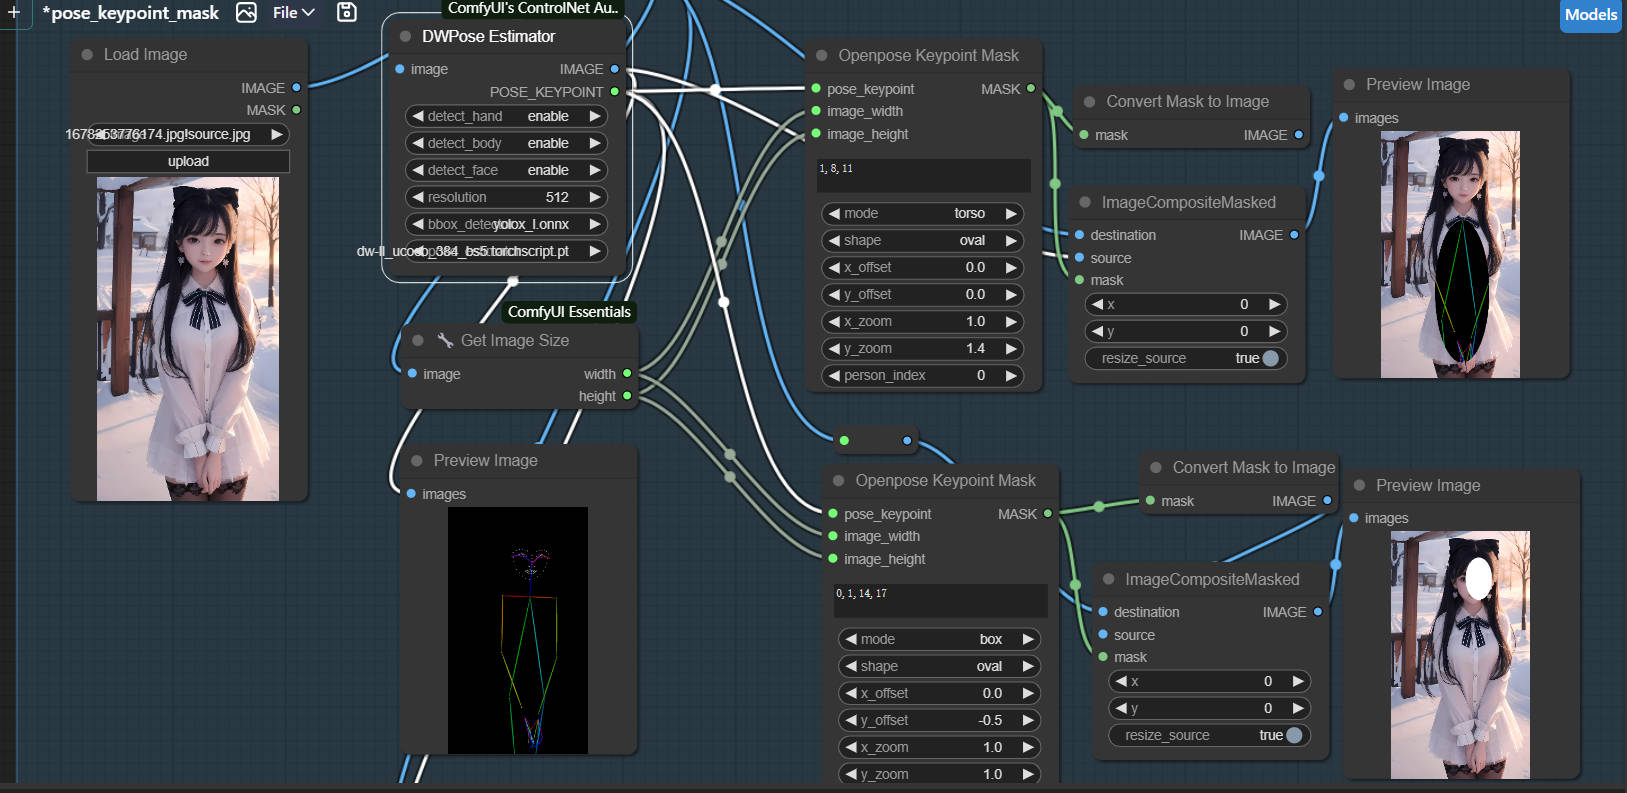 +
*pose_keypoint_mask
File
Models
ComfyUI's ControlNet Au..
Load Image
IMAGE
MASK
1678253776174.jpg!source.jpg
upload
DWPose Estimator
image
IMAGE
POSE_KEYPOINT
detect_hand enable
detect_body enable
detect_face enable
resolution 512
yolox_l.onnx
dw-ll_ucoco_384_bs5.torchscript.pt
ComfyUI Essentials
Get Image Size
image
width
height
Preview Image
images
Openpose Keypoint Mask
pose_keypoint
MASK
image_width
image_height
1, 8, 11
mode torso
shape oval
x_offset 0.0
y_offset 0.0
x_zoom 1.0
y_zoom 1.4
person_index 0
Convert Mask to Image
mask
IMAGE
ImageCompositeMasked
destination
IMAGE
source
mask
x 0
y 0
resize_source true
Preview Image
images
Openpose Keypoint Mask
pose_keypoint
MASK
image_width
image_height
0, 1, 14, 17
mode box
shape oval
x_offset 0.0
y_offset -0.5
x_zoom 1.0
y_zoom 1.0
Convert Mask to Image
mask
IMAGE
ImageCompositeMasked
destination
IMAGE
source
mask
x 0
y 0
resize_source true
Preview Image
images